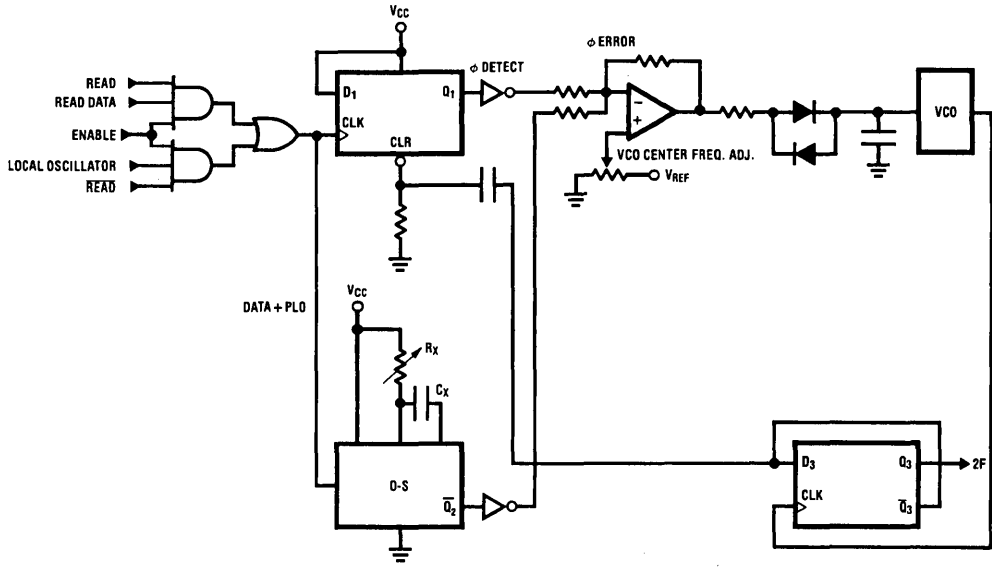 VCC
φ ERROR
φ DETECT
READ
READ DATA
ENABLE
LOCAL OSCILLATOR
READ
D1
Q1
CLK
CLR
−
+
VCO
VCO CENTER FREQ. ADJ.
VREF
DATA + PLO
VCC
RX
CX
O-S
Q2
D3
Q3
2F
CLK
Q3